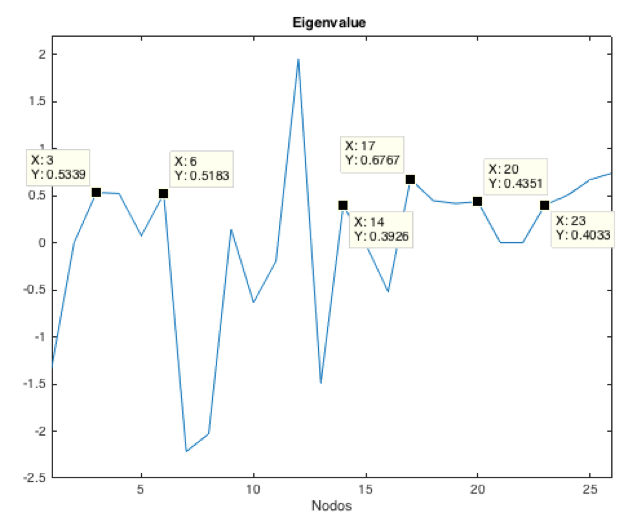 Eigenvalue
2
1.5
1
0.5
0
-0.5
-1
-1.5
-2
-2.5
X: 3
Y: 0.5339
X: 6
Y: 0.5183
X: 17
Y: 0.6767
X: 14
Y: 0.3926
X: 20
Y: 0.4351
X: 23
Y: 0.4033
5
10
15
20
25
Nodos